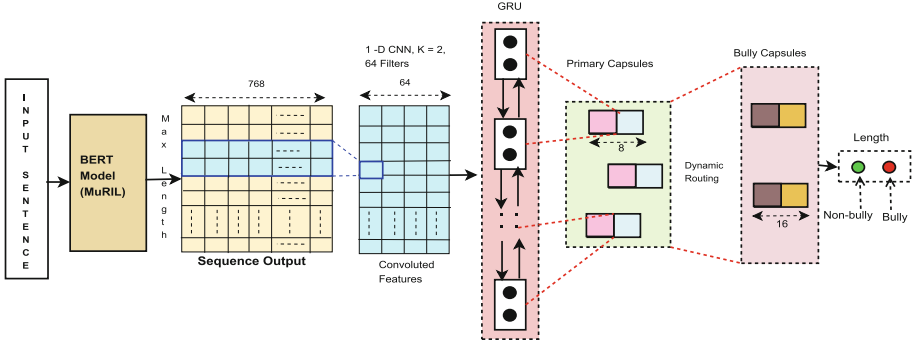 INPUT SENTENCE
BERT
Model
(MuRIL)
768
Max Length
Sequence Output
1 -D CNN, K = 2,
64 Filters
64
Convoluted
Features
GRU
Primary Capsules
8
Dynamic
Routing
Bully Capsules
16
Length
Non-bully
Bully